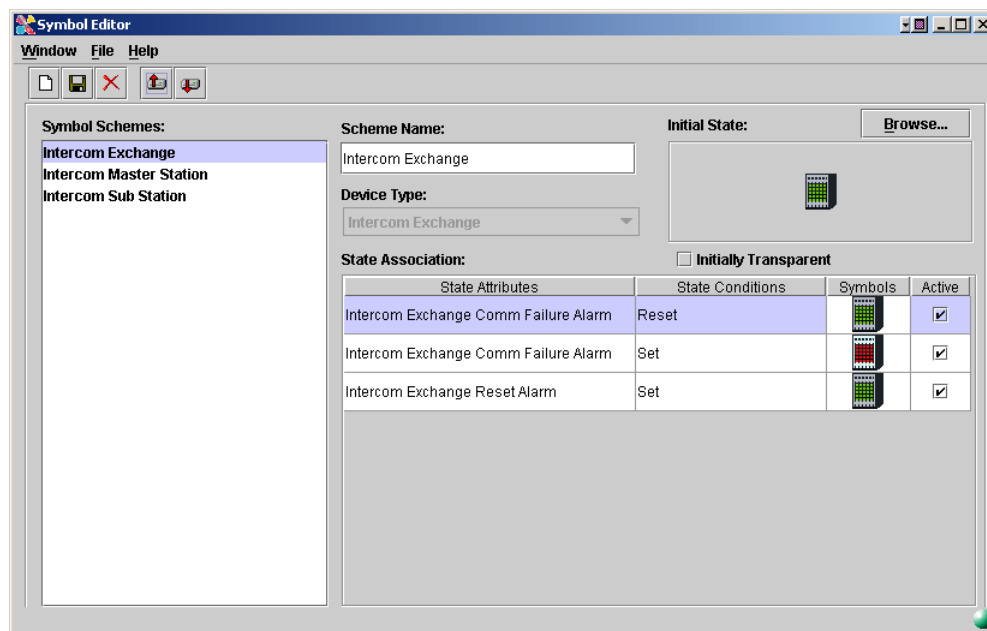 Symbol Editor
Window File Help
Symbol Schemes:
Intercom Exchange
Intercom Master Station
Intercom Sub Station
Scheme Name:
Intercom Exchange
Device Type:
Intercom Exchange
Initial State:
Browse...
Initially Transparent
State Association:
State Attributes State Conditions Symbols Active
Intercom Exchange Comm Failure Alarm Reset
Intercom Exchange Comm Failure Alarm Set
Intercom Exchange Reset Alarm Set